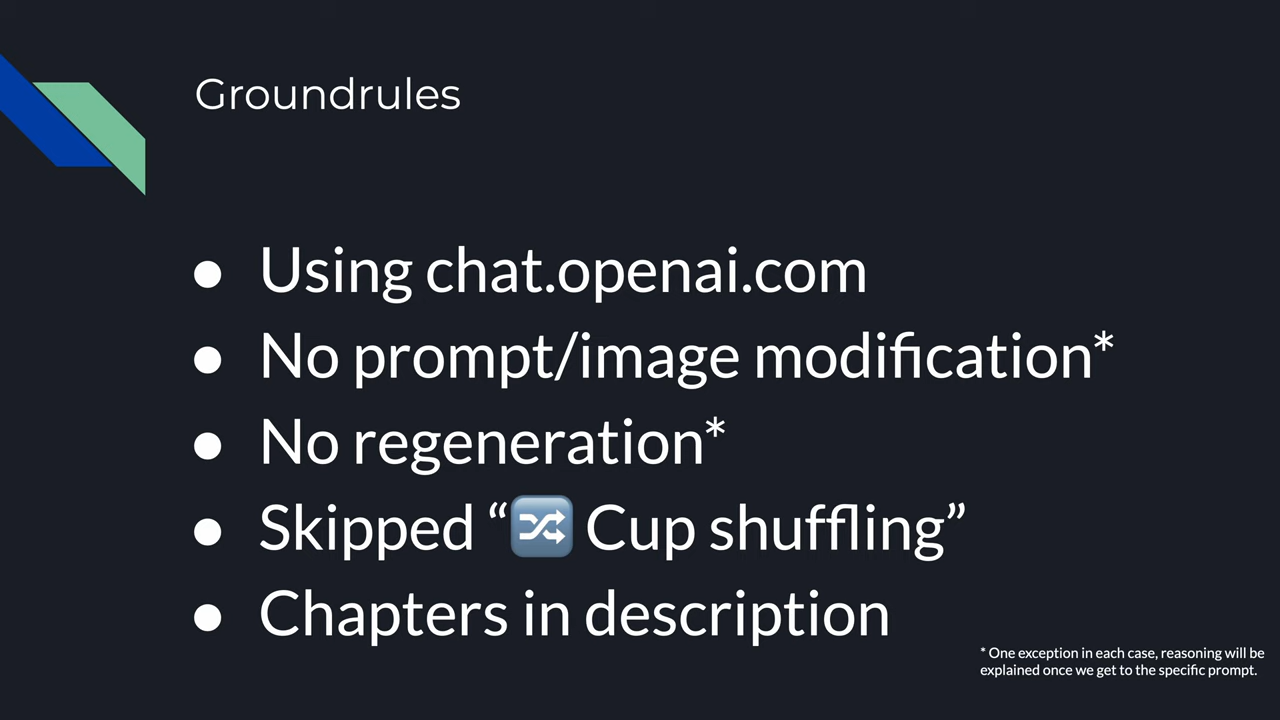 Groundrules
● Using chat.openai.com
● No prompt/image modification*
● No regeneration*
● Skipped “🔀 Cup shuffling”
● Chapters in description
* One exception in each case, reasoning will be
explained once we get to the specific prompt.